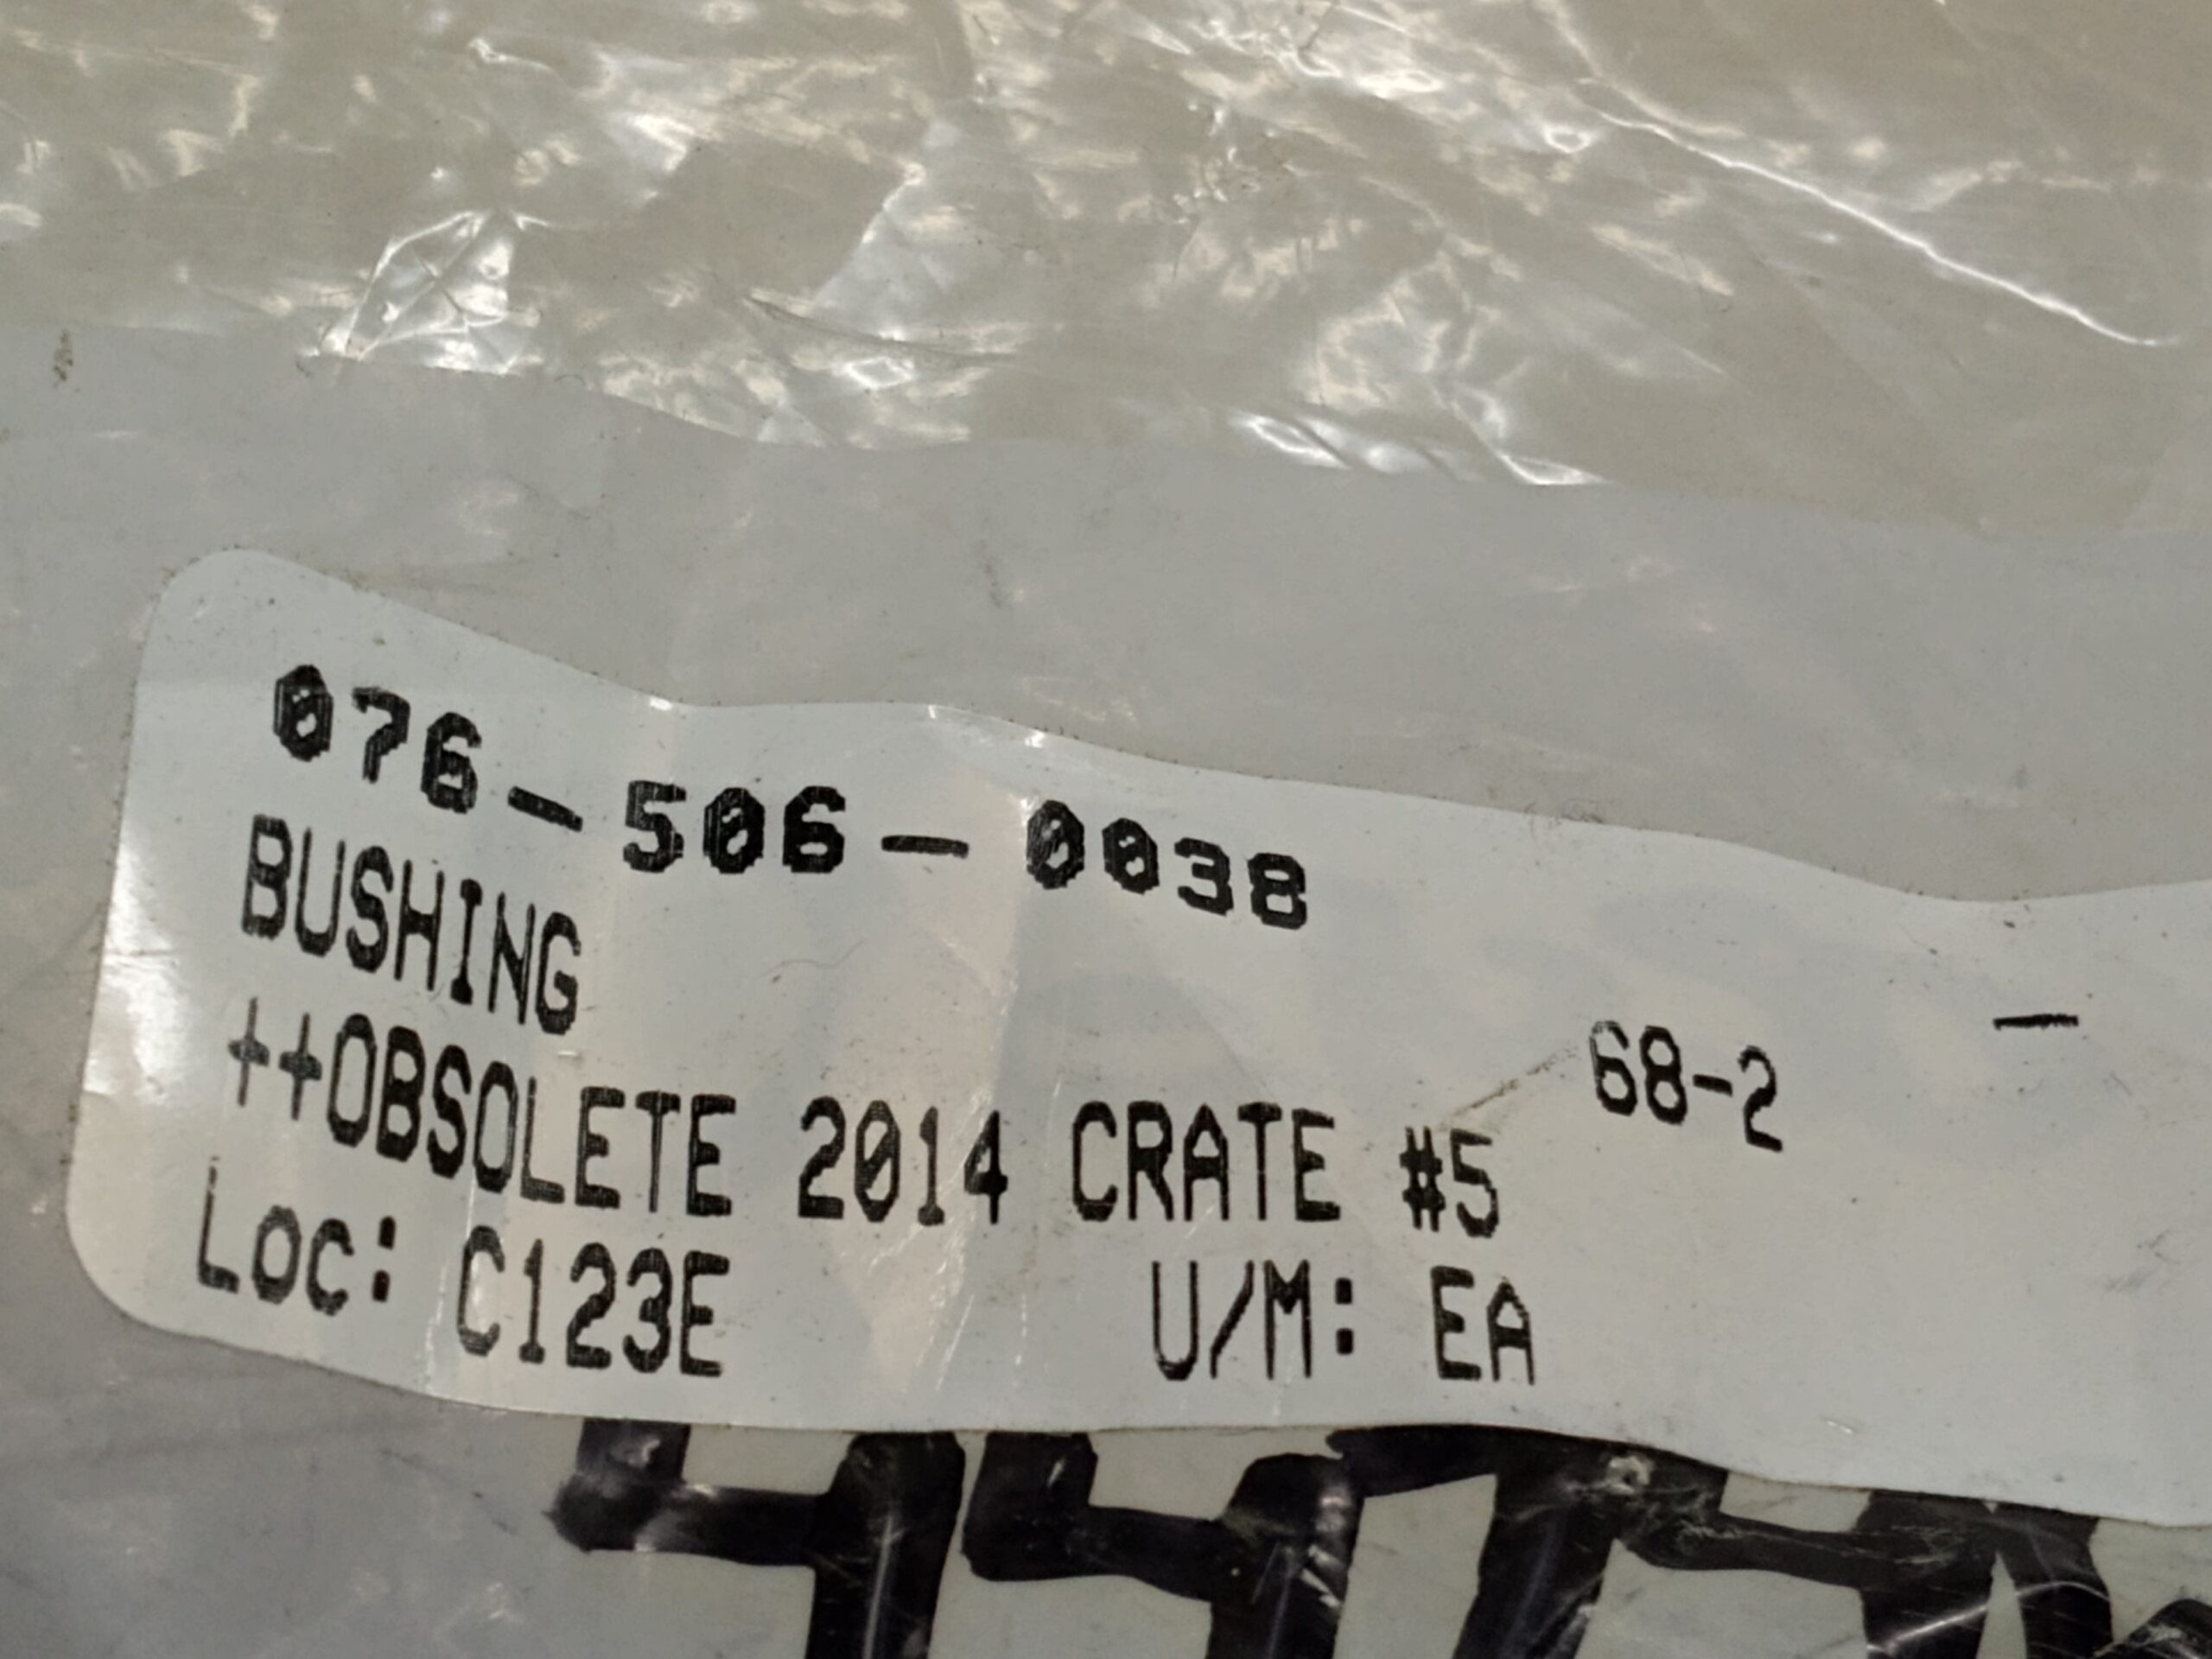 076-506-0038
BUSHING
68-2 —
++OBSOLETE 2014 CRATE #5
Loc: C123E U/M: EA